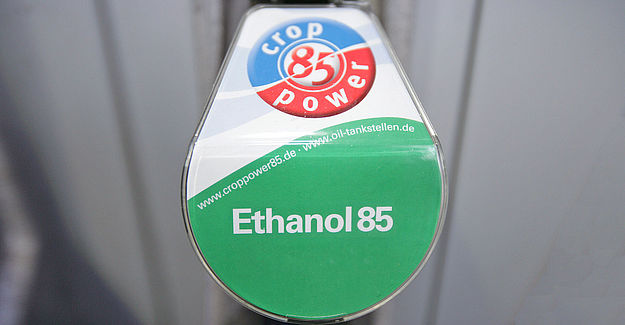 crop
85
power
www.croppower85.de · www.oil-tankstellen.de
Ethanol 85